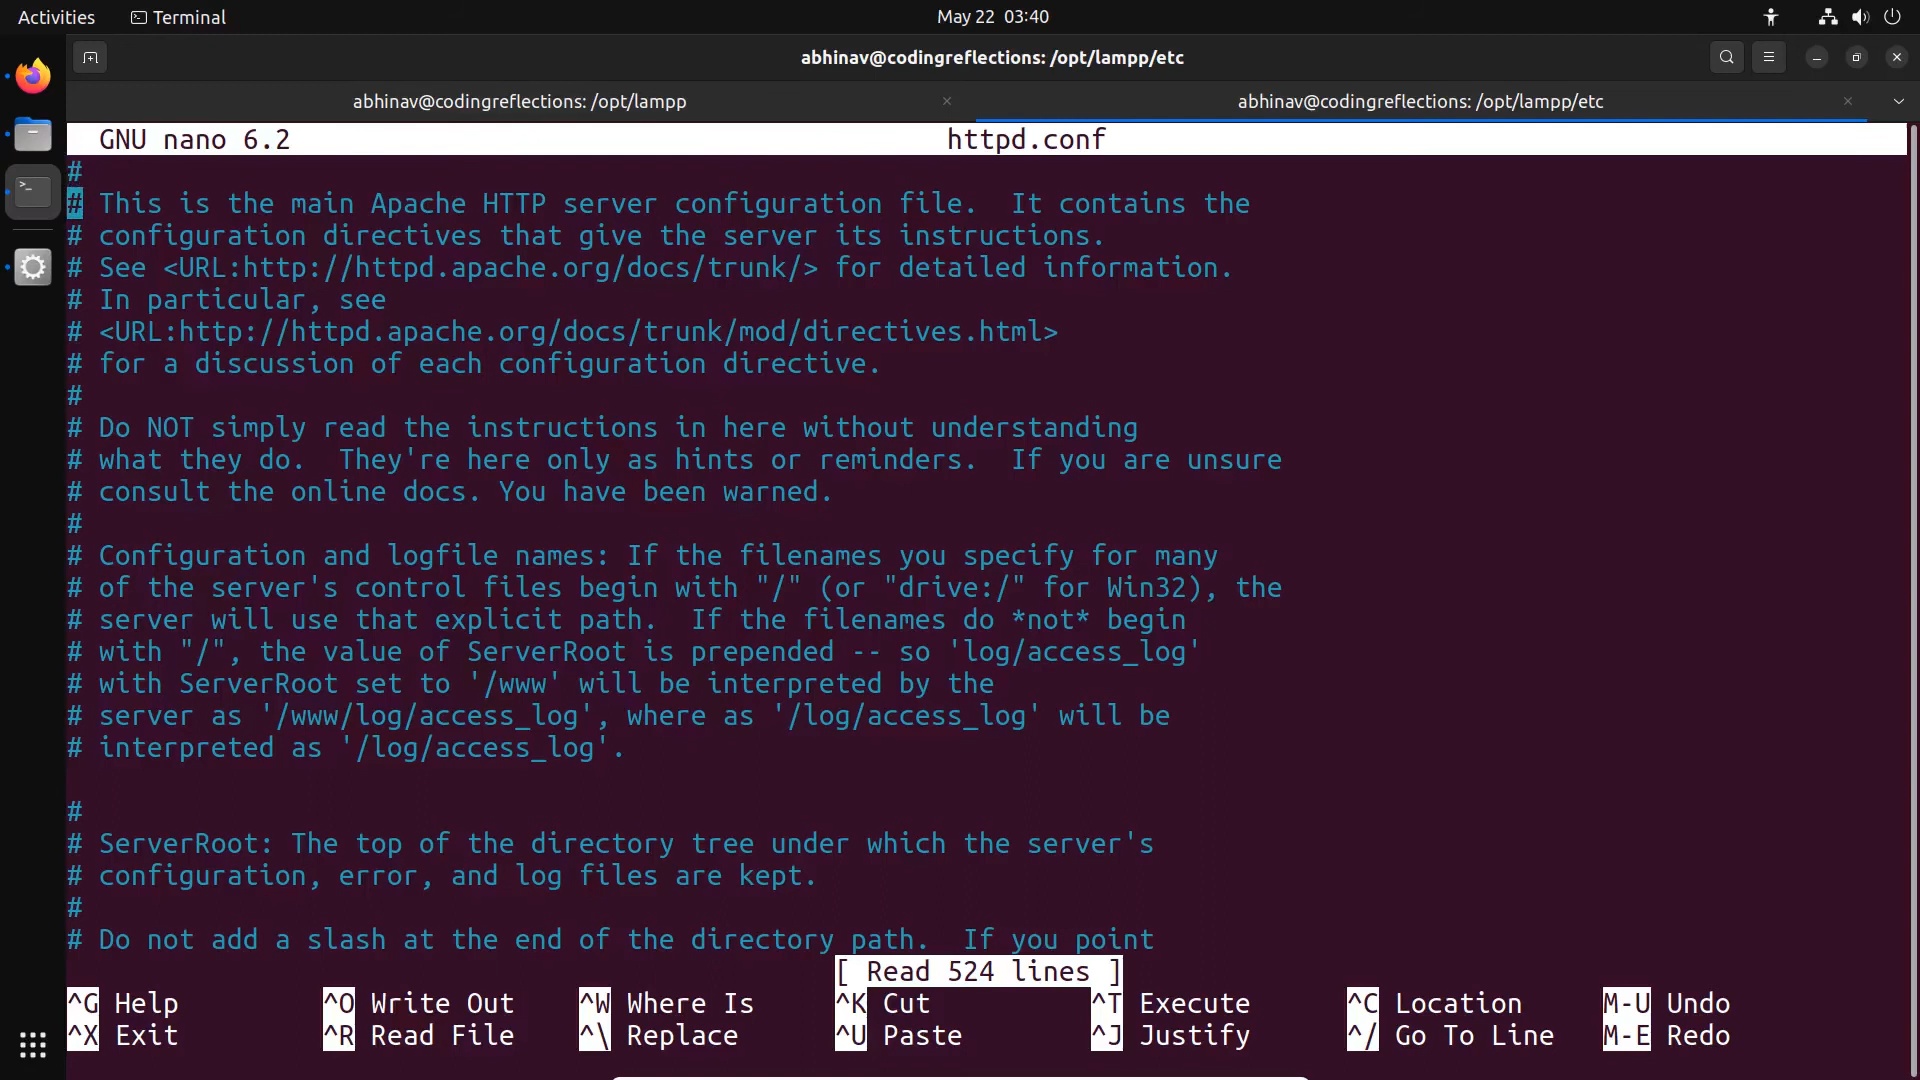 Activities Terminal May 22 03:40
abhinav@codingreflections: /opt/lampp/etc
abhinav@codingreflections: /opt/lampp abhinav@codingreflections: /opt/lampp/etc
GNU nano 6.2 httpd.conf
#
# This is the main Apache HTTP server configuration file.  It contains the
# configuration directives that give the server its instructions.
# See <URL:http://httpd.apache.org/docs/trunk/> for detailed information.
# In particular, see
# <URL:http://httpd.apache.org/docs/trunk/mod/directives.html>
# for a discussion of each configuration directive.
#
# Do NOT simply read the instructions in here without understanding
# what they do.  They're here only as hints or reminders.  If you are unsure
# consult the online docs. You have been warned.
#
# Configuration and logfile names: If the filenames you specify for many
# of the server's control files begin with "/" (or "drive:/" for Win32), the
# server will use that explicit path.  If the filenames do *not* begin
# with "/", the value of ServerRoot is prepended -- so 'log/access_log'
# with ServerRoot set to '/www' will be interpreted by the
# server as '/www/log/access_log', where as '/log/access_log' will be
# interpreted as '/log/access_log'.
#
# ServerRoot: The top of the directory tree under which the server's
# configuration, error, and log files are kept.
#
# Do not add a slash at the end of the directory path.  If you point
[ Read 524 lines ]
^G Help ^O Write Out ^W Where Is ^K Cut ^T Execute ^C Location M-U Undo
^X Exit ^R Read File ^\ Replace ^U Paste ^J Justify ^/ Go To Line M-E Redo